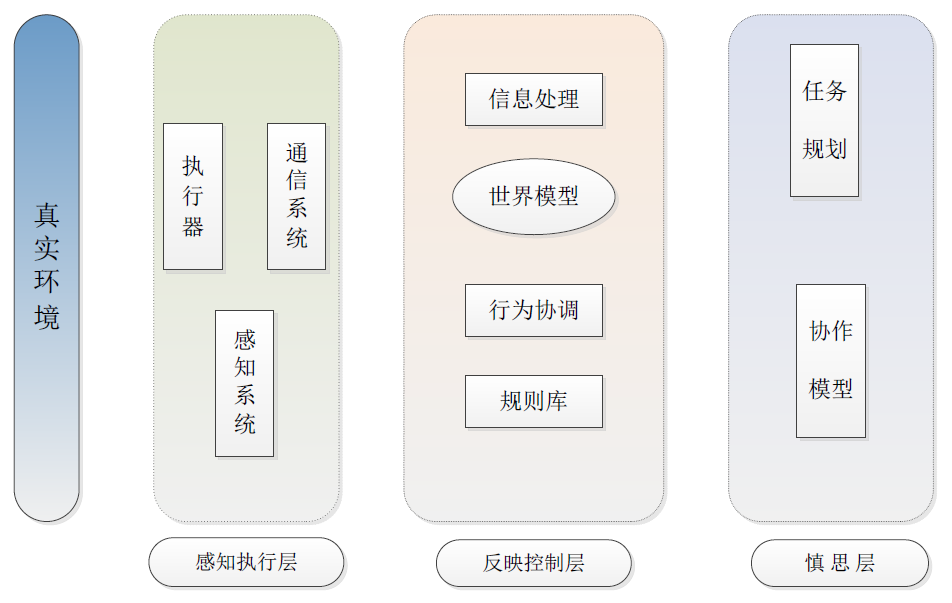 真实环境
执行器
通信系统
感知系统
感知执行层
信息处理
世界模型
行为协调
规则库
反映控制层
任务
规划
协作
模型
慎思层